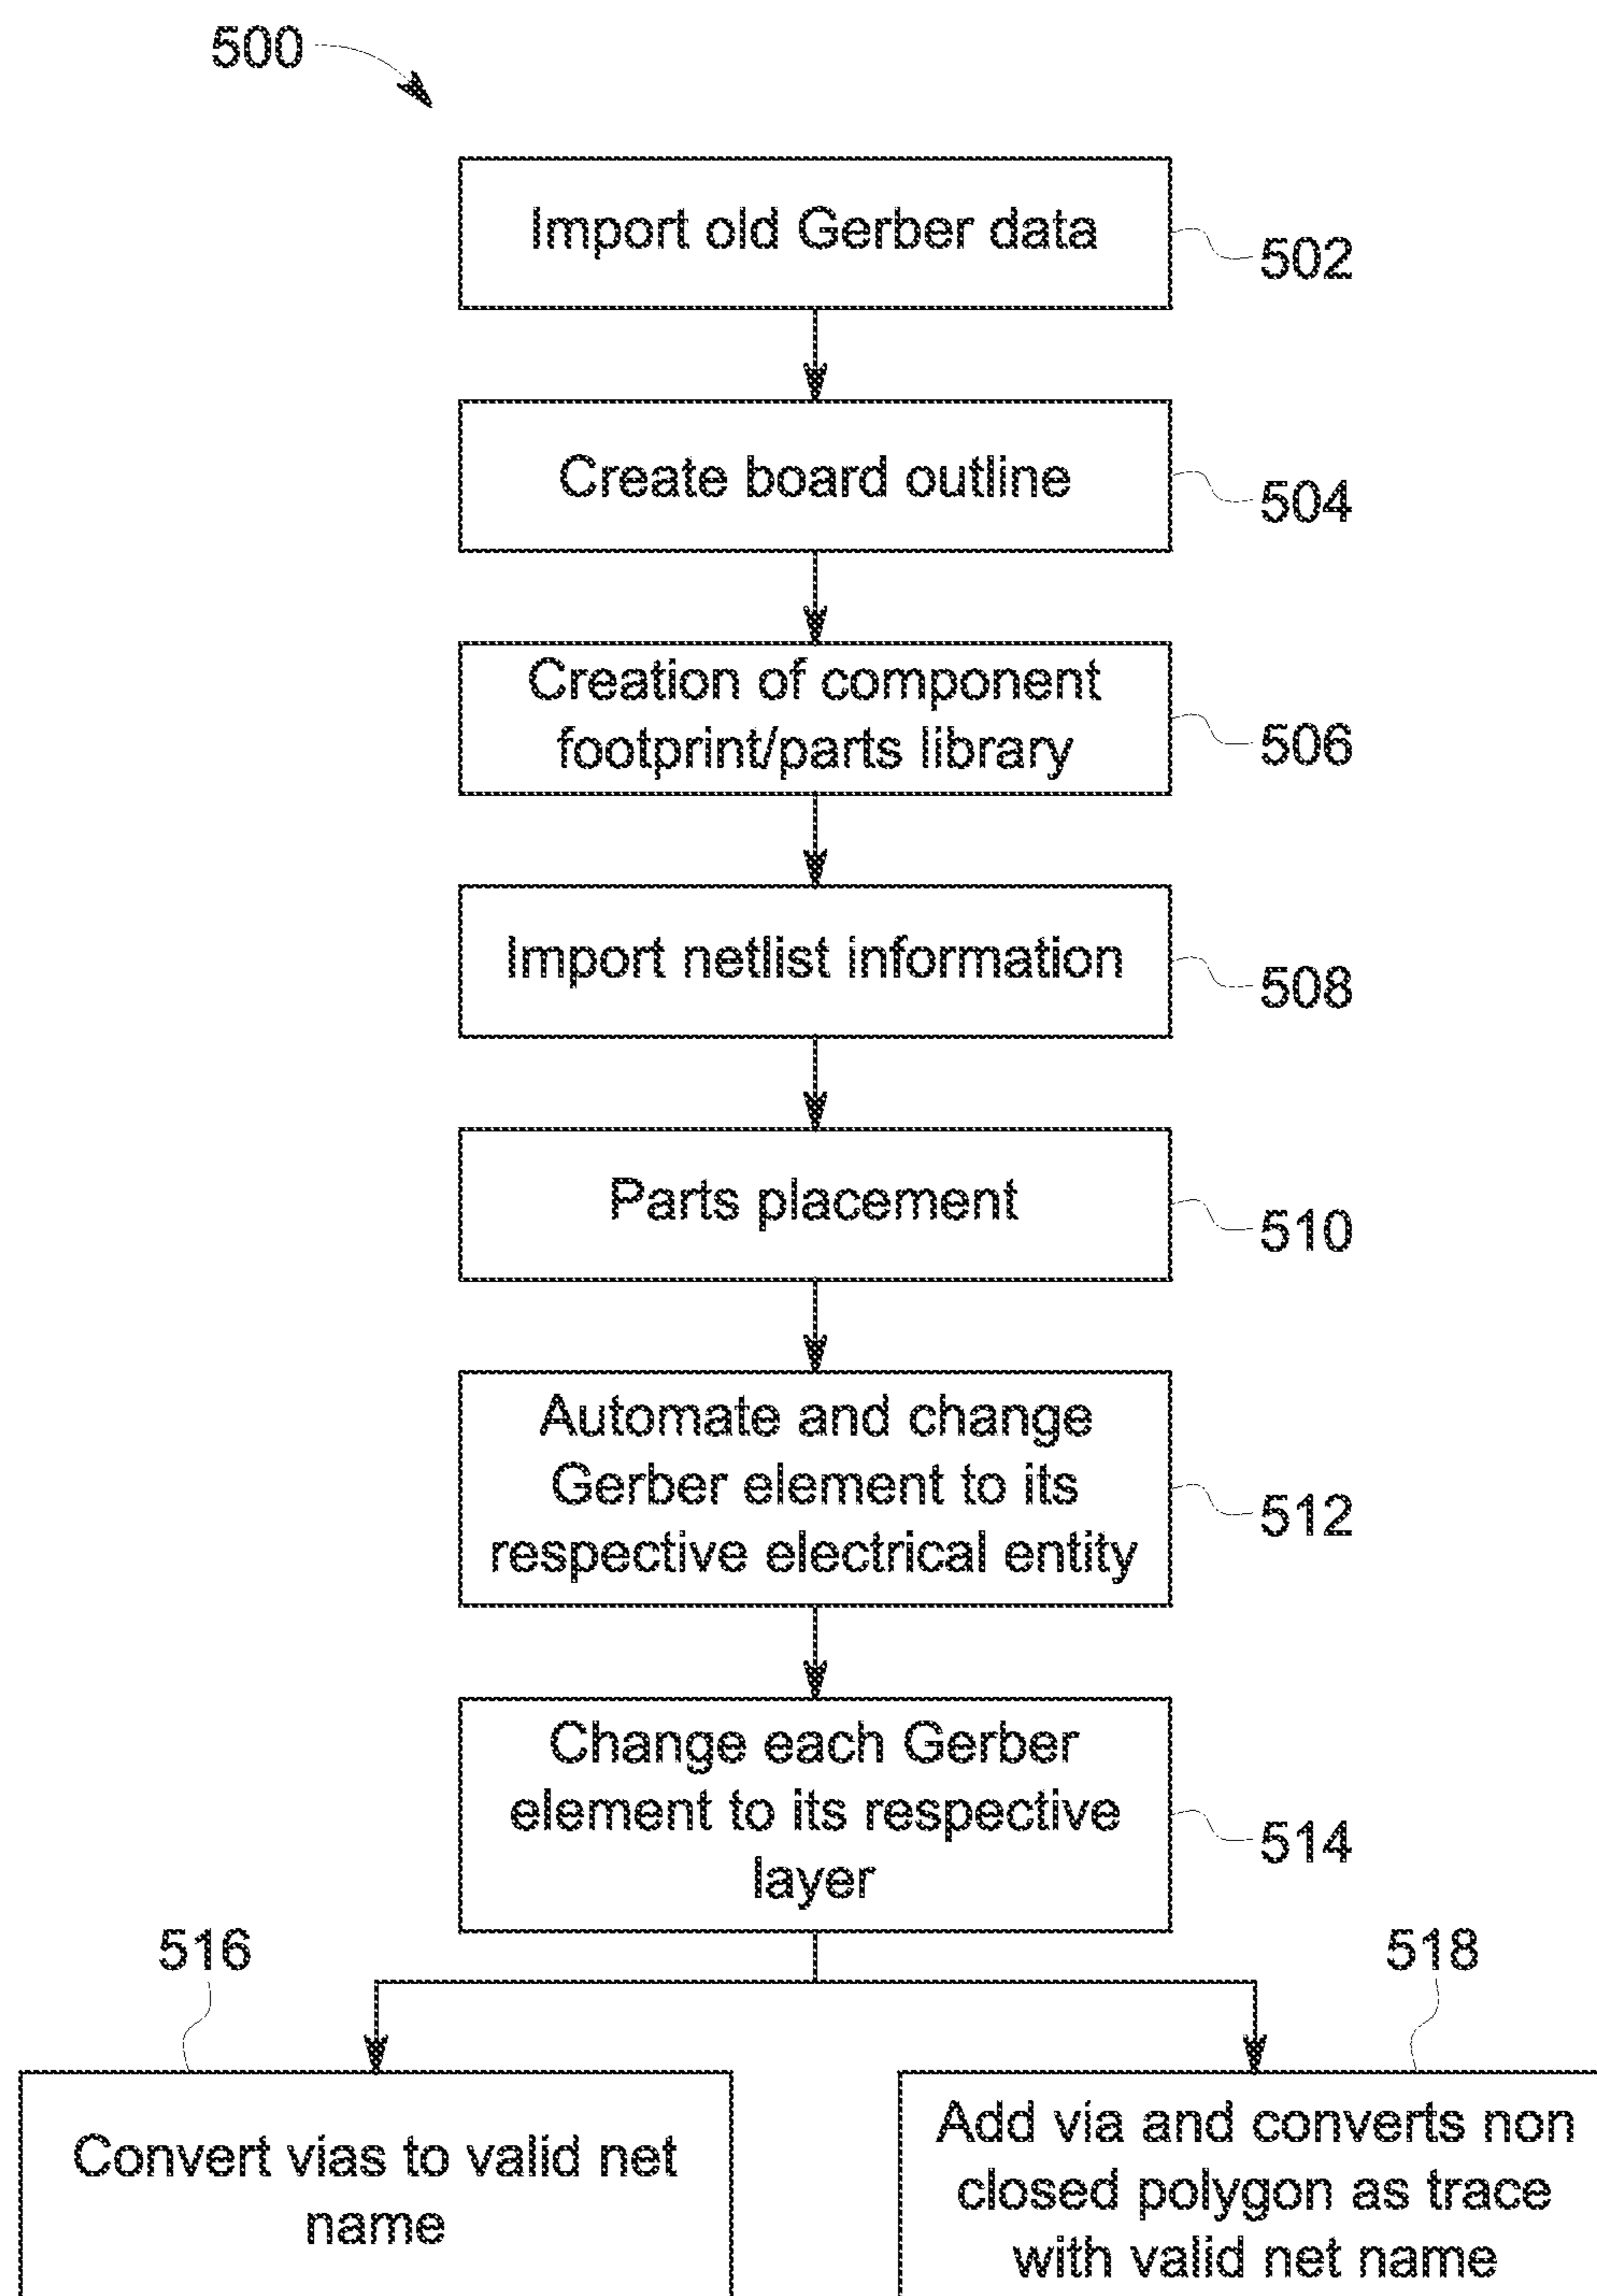 500
Import old Gerber data
502
Create board outline
504
Creation of component
footprint/parts library
506
Import netlist information
508
Parts placement
510
Automate and change
Gerber element to its
respective electrical entity
512
Change each Gerber
element to its respective
layer
514
516
Convert vias to valid net
name
518
Add via and converts non
closed polygon as trace
with valid net name